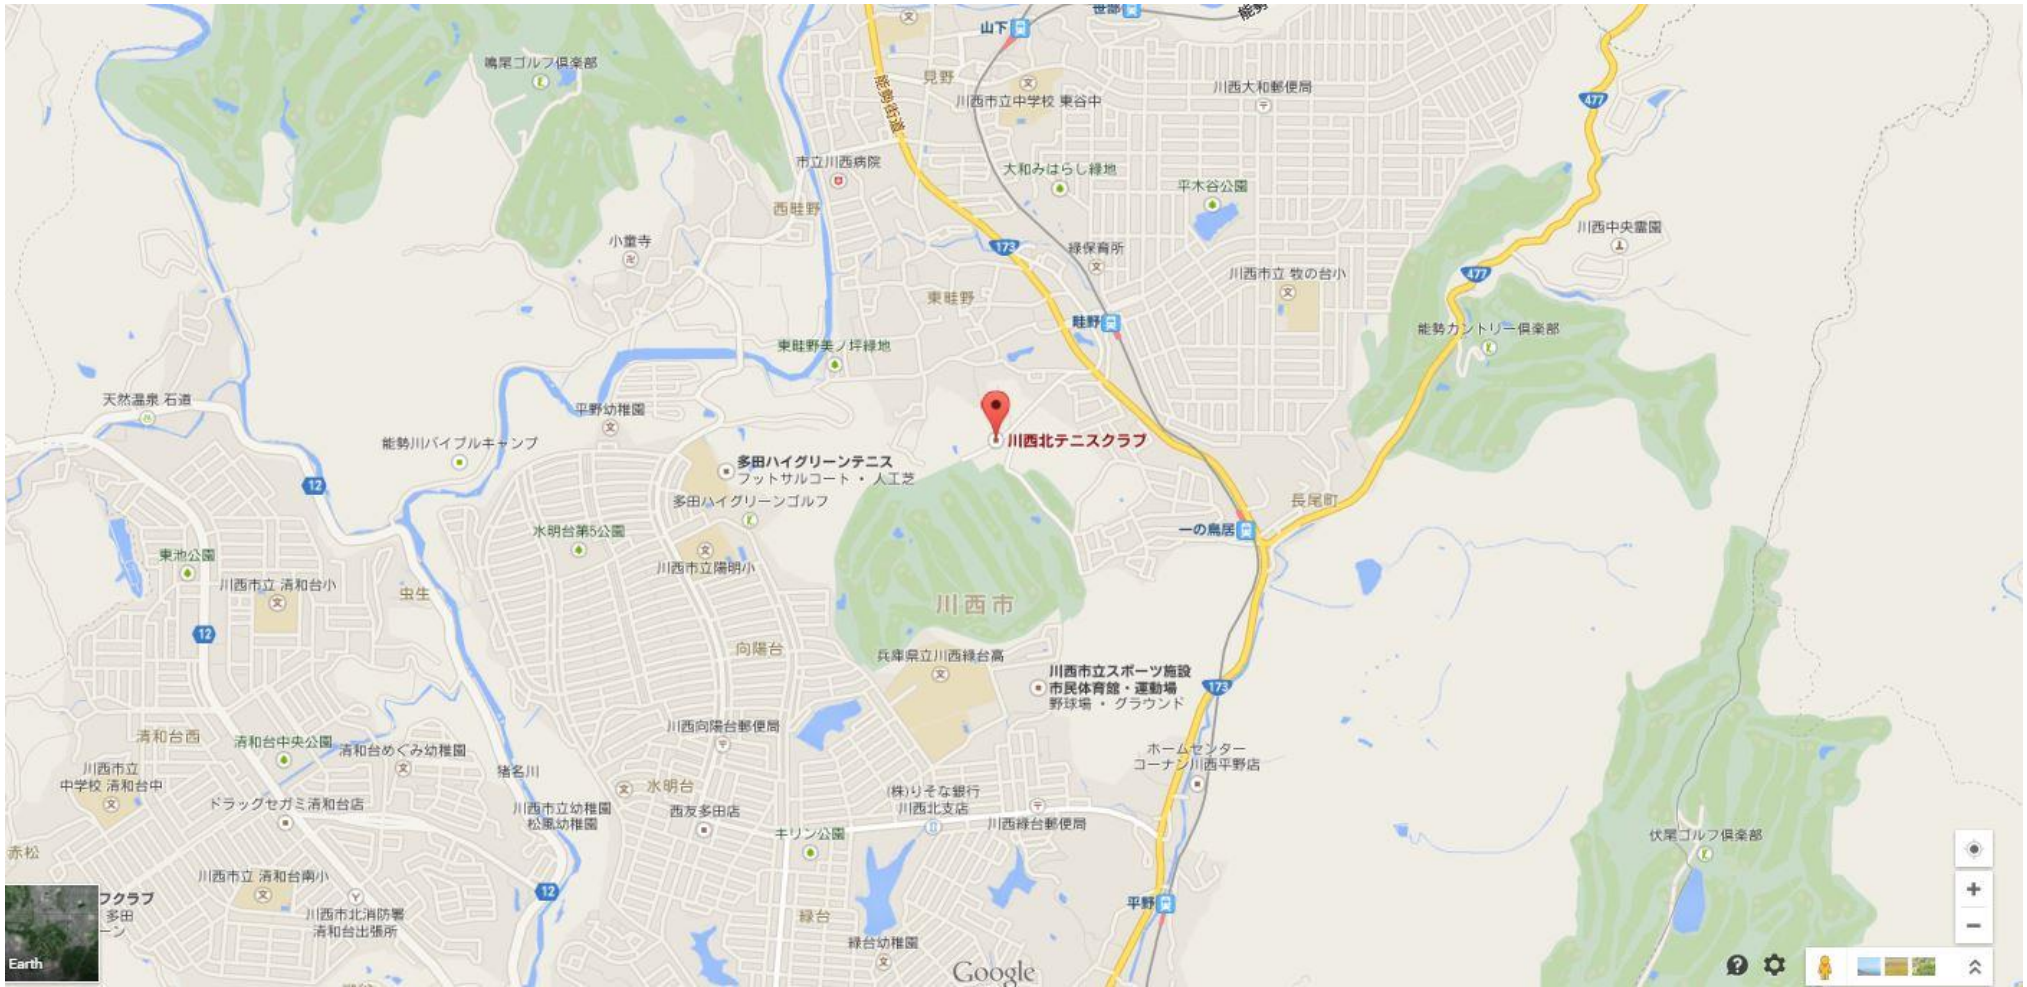 山下
笹部
能勢
鳴尾ゴルフ倶楽部
見野
川西市立中学校 東谷中
川西大和郵便局
477
能勢街道
市立川西病院
大和みはらし緑地
平木谷公園
西畦野
小童寺
173
緑保育所
川西中央霊園
川西市立 牧の台小
477
東畦野
畦野
能勢カントリー倶楽部
東畦野美ノ坪緑地
天然温泉 石道
平野幼稚園
能勢川バイブルキャンプ
川西北テニスクラブ
多田ハイグリーンテニス
フットサルコート・人工芝
12
多田ハイグリーンゴルフ
長尾町
水明台第5公園
一の鳥居
東池公園
川西市立陽明小
川西市立 清和台小
虫生
川西市
12
向陽台
兵庫県立川西緑台高
川西市立スポーツ施設
市民体育館・運動場
野球場・グラウンド
173
川西向陽台郵便局
清和台西
清和台中央公園
清和台めぐみ幼稚園
ホームセンター
コーナン川西平野店
川西市立
中学校 清和台中
猪名川
水明台
ドラッグセガミ清和台店
川西市立幼稚園
松風幼稚園
西友多田店
(株)りそな銀行
川西北支店
川西緑台郵便局
キリン公園
伏尾ゴルフ倶楽部
赤松
川西市立 清和台南小
12
フクラブ
多田
ーン
川西市北消防署
清和台出張所
平野
緑台
緑台幼稚園
Earth
Google